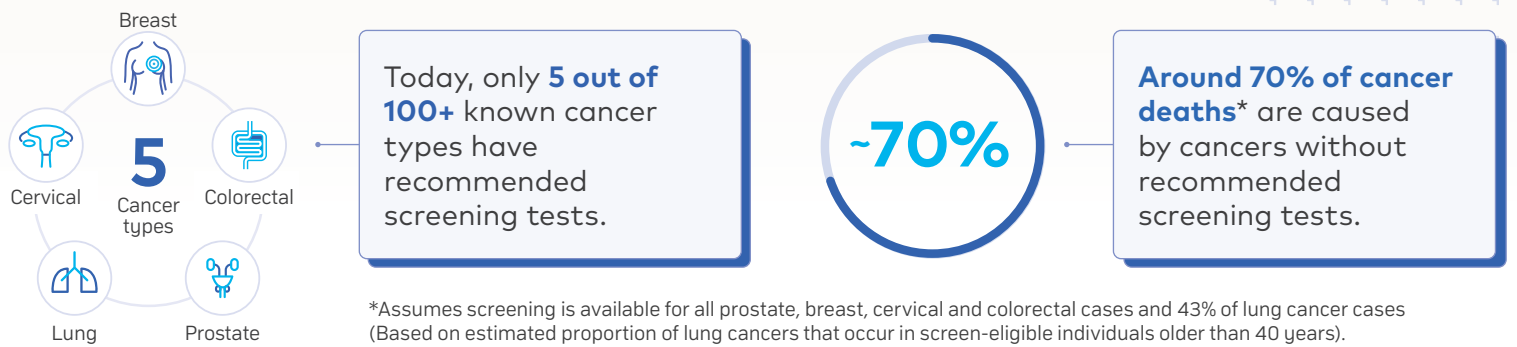 Breast
Cervical
5
Cancer
types
Colorectal
Lung
Prostate
Today, only 5 out of
100+ known cancer
types have
recommended
screening tests.
~70%
Around 70% of cancer
deaths* are caused
by cancers without
recommended
screening tests.
*Assumes screening is available for all prostate, breast, cervical and colorectal cases and 43% of lung cancer cases
(Based on estimated proportion of lung cancers that occur in screen-eligible individuals older than 40 years).